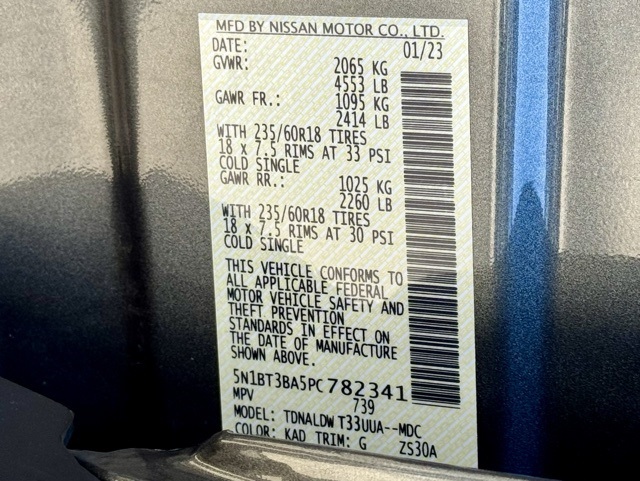 MFD BY NISSAN MOTOR CO., LTD.
DATE: 01/23
GVWR: 2065 KG
4553 LB
GAWR FR.: 1095 KG
2414 LB
WITH 235/60R18 TIRES
18 x 7.5 RIMS AT 33 PSI
COLD SINGLE
GAWR RR.: 1025 KG
2260 LB
WITH 235/60R18 TIRES
18 x 7.5 RIMS AT 30 PSI
COLD SINGLE
THIS VEHICLE CONFORMS TO
ALL APPLICABLE FEDERAL
MOTOR VEHICLE SAFETY AND
THEFT PREVENTION
STANDARDS IN EFFECT ON
THE DATE OF MANUFACTURE
SHOWN ABOVE.
5N1BT3BA5PC782341
MPV 739
MODEL: TDNALDW T33UUA--MDC
COLOR: KAD TRIM: G ZS30A